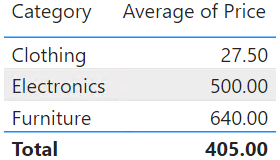 Category Average of Price
Clothing 27.50
Electronics 500.00
Furniture 640.00
Total 405.00